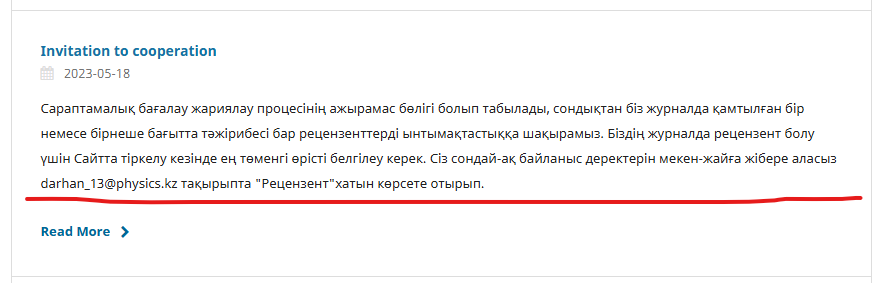 Invitation to cooperation
2023-05-18
Сараптамалық бағалау жариялау процесінің ажырамас бөлігі болып табылады, сондықтан біз журналда қамтылған бір
немесе бірнеше бағытта тәжірибесі бар рецензенттерді ынтымақтастыққа шақырамыз. Біздің журналда рецензент болу
үшін Сайтта тіркелу кезінде ең төменгі өрісті белгілеу керек. Сіз сондай-ақ байланыс деректерін мекен-жайға жібере аласыз
darhan_13@physics.kz тақырыпта "Рецензент"хатын көрсете отырып.
Read More